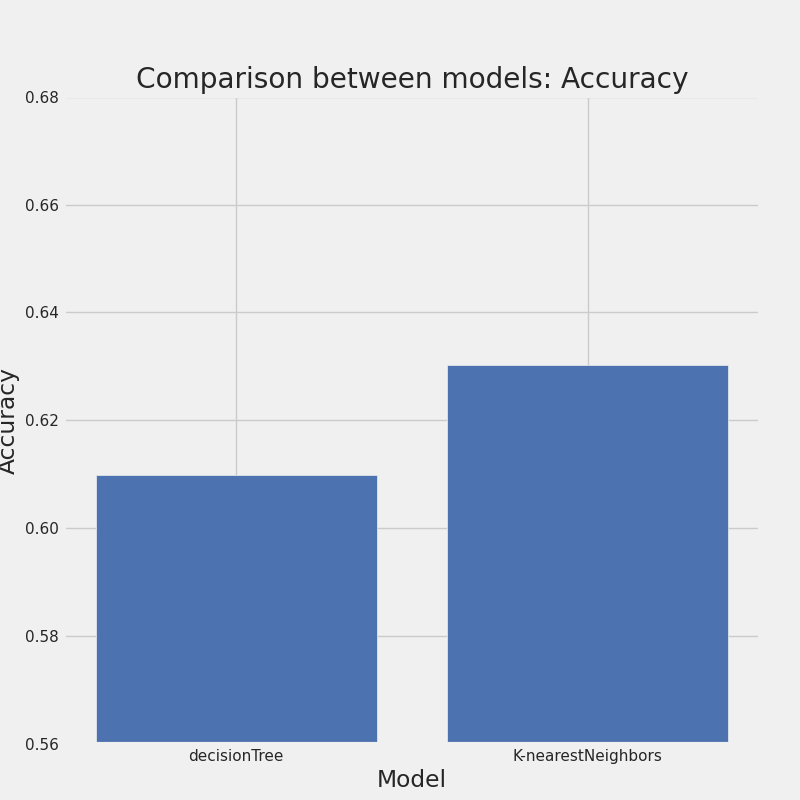 Comparison between models: Accuracy
0.68
0.66
0.64
0.62
0.60
0.58
0.56
Accuracy
decisionTree
K-nearestNeighbors
Model